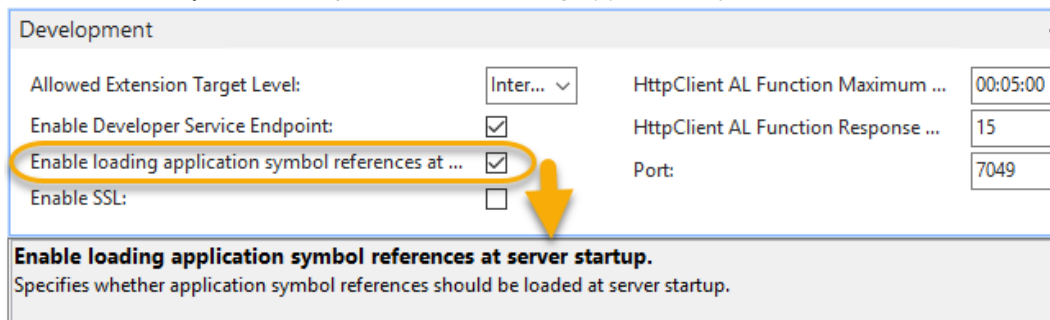 Development
Allowed Extension Target Level: Inter... HttpClient AL Function Maximum ... 00:05:00
Enable Developer Service Endpoint: HttpClient AL Function Response ... 15
Enable loading application symbol references at ... Port: 7049
Enable SSL:
Enable loading application symbol references at server startup.
Specifies whether application symbol references should be loaded at server startup.